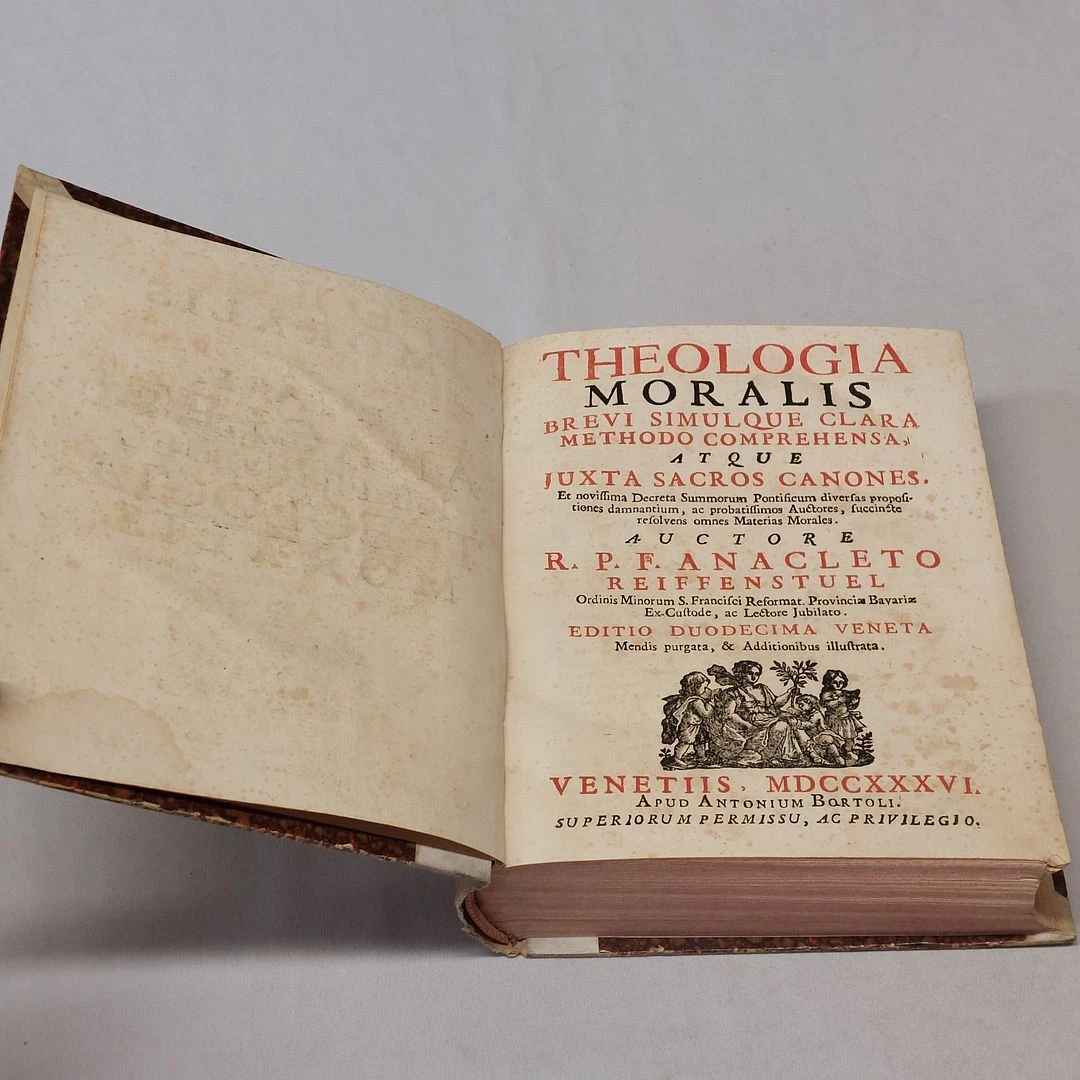 THEOLOGIA
MORALIS
BREVI SIMULQUE CLARA
METHODO COMPREHENSA,
ATQUE
JUXTA SACROS CANONES.
Et noviſſima Decreta Summorum Pontificum diverſas propoſi-
tiones damnantium, ac probatiſſimos Auctores, ſuccincte
reſolvens omnes Materias Morales.
AUCTORE
R. P. F. ANACLETO
REIFFENSTUEL
Ordinis Minorum S. Franciſci Reformat. Provinciæ Bavariæ
Ex-Cuſtode, ac Lectore Jubilato.
EDITIO DUODECIMA VENETA
Mendis purgata, & Additionibus illuſtrata.
VENETIIS, MDCCXXXVI.
APUD ANTONIUM BORTOLI.
SUPERIORUM PERMISSU, AC PRIVILEGIO.